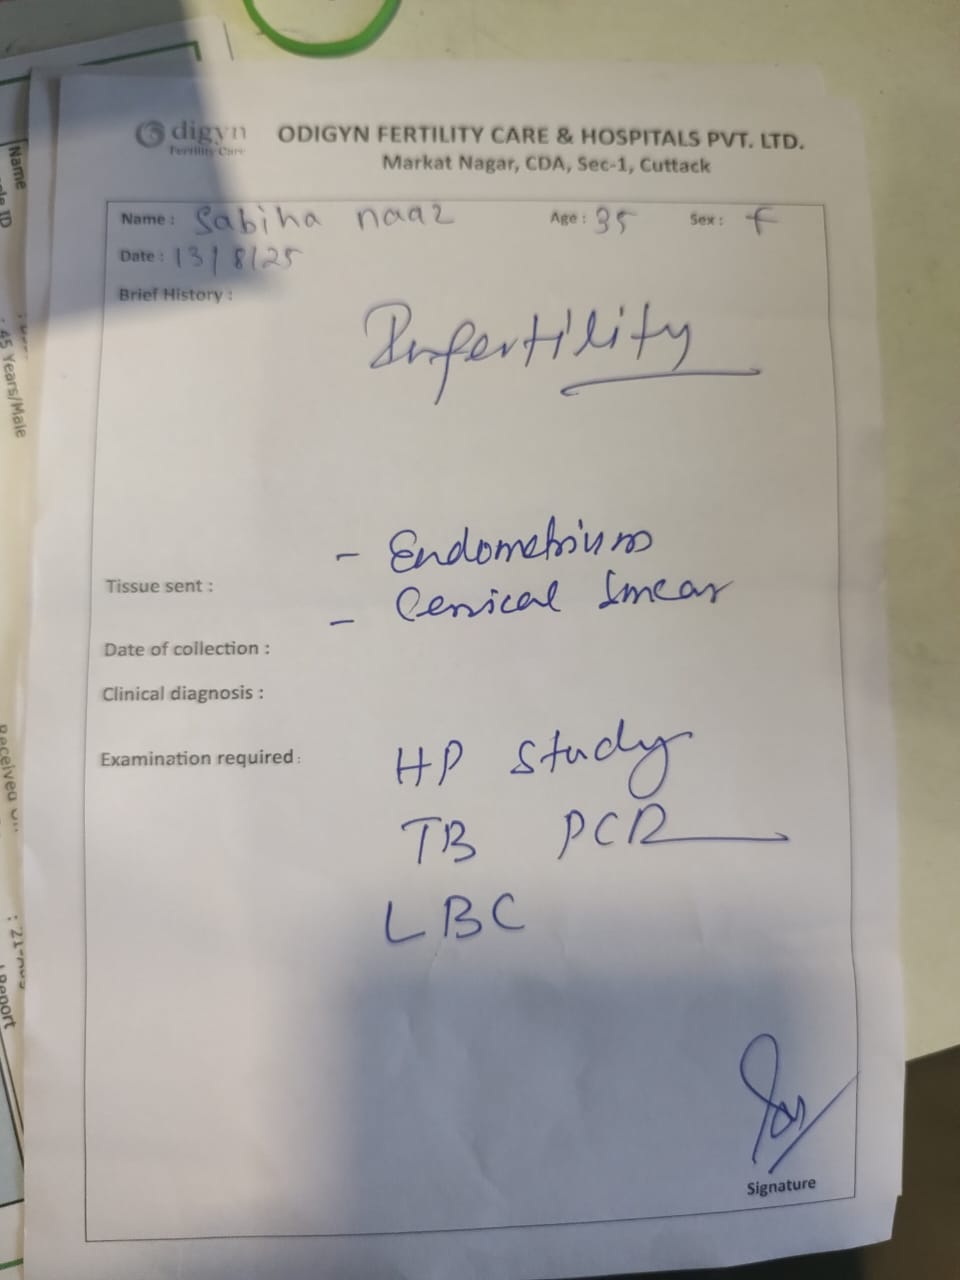 digyn
Fertility Care
ODIGYN FERTILITY CARE & HOSPITALS PVT. LTD.
Markat Nagar, CDA, Sec-1, Cuttack
Name : Sabiha naaz Age : 35 Sex : f
Date : 13/8/25
Brief History :
Infertility
- Endometrium
Tissue sent :
- Cervical Smear
Date of collection :
Clinical diagnosis :
Examination required : HP Study
TB PCR
LBC
Signature
Name
: 45 Years/Male
Received
Report